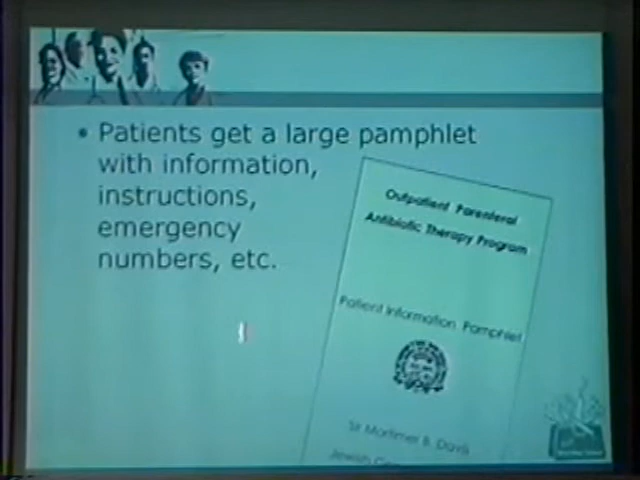 • Patients get a large pamphlet
with information,
instructions,
emergency
numbers, etc.
Outpatient Parenteral
Antibiotic Therapy Program
Patient Information Pamphlet
Sir Mortimer B. Davis
Jewish